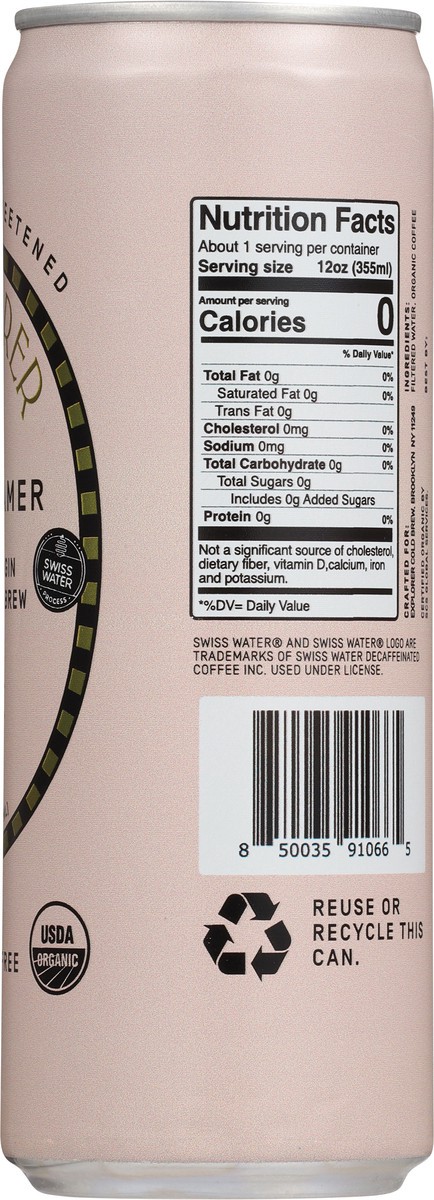 EETENED
RER
MER
GIN
BREW
SWISS
WATER
PROCESS
REE
USDA
ORGANIC
Nutrition Facts
About 1 serving per container
Serving size 12oz (355ml)
Amount per serving
Calories 0
% Daily Value*
Total Fat 0g 0%
Saturated Fat 0g 0%
Trans Fat 0g
Cholesterol 0mg 0%
Sodium 0mg 0%
Total Carbohydrate 0g 0%
Total Sugars 0g
Includes 0g Added Sugars
Protein 0g 0%
Not a significant source of cholesterol,
dietary fiber, vitamin D,calcium, iron
and potassium.
*%DV= Daily Value
INGREDIENTS:
FILTERED WATER, ORGANIC COFFEE
BEST BY:
CRAFTED FOR:
EXPLORER COLD BREW, BROOKLYN NY 11249
CERTIFIED ORGANIC BY
SCS GLOBAL SERVICES.
SWISS WATER® AND SWISS WATER® LOGO ARE
TRADEMARKS OF SWISS WATER DECAFFEINATED
COFFEE INC. USED UNDER LICENSE.
8 50035 91066 5
REUSE OR
RECYCLE THIS
CAN.